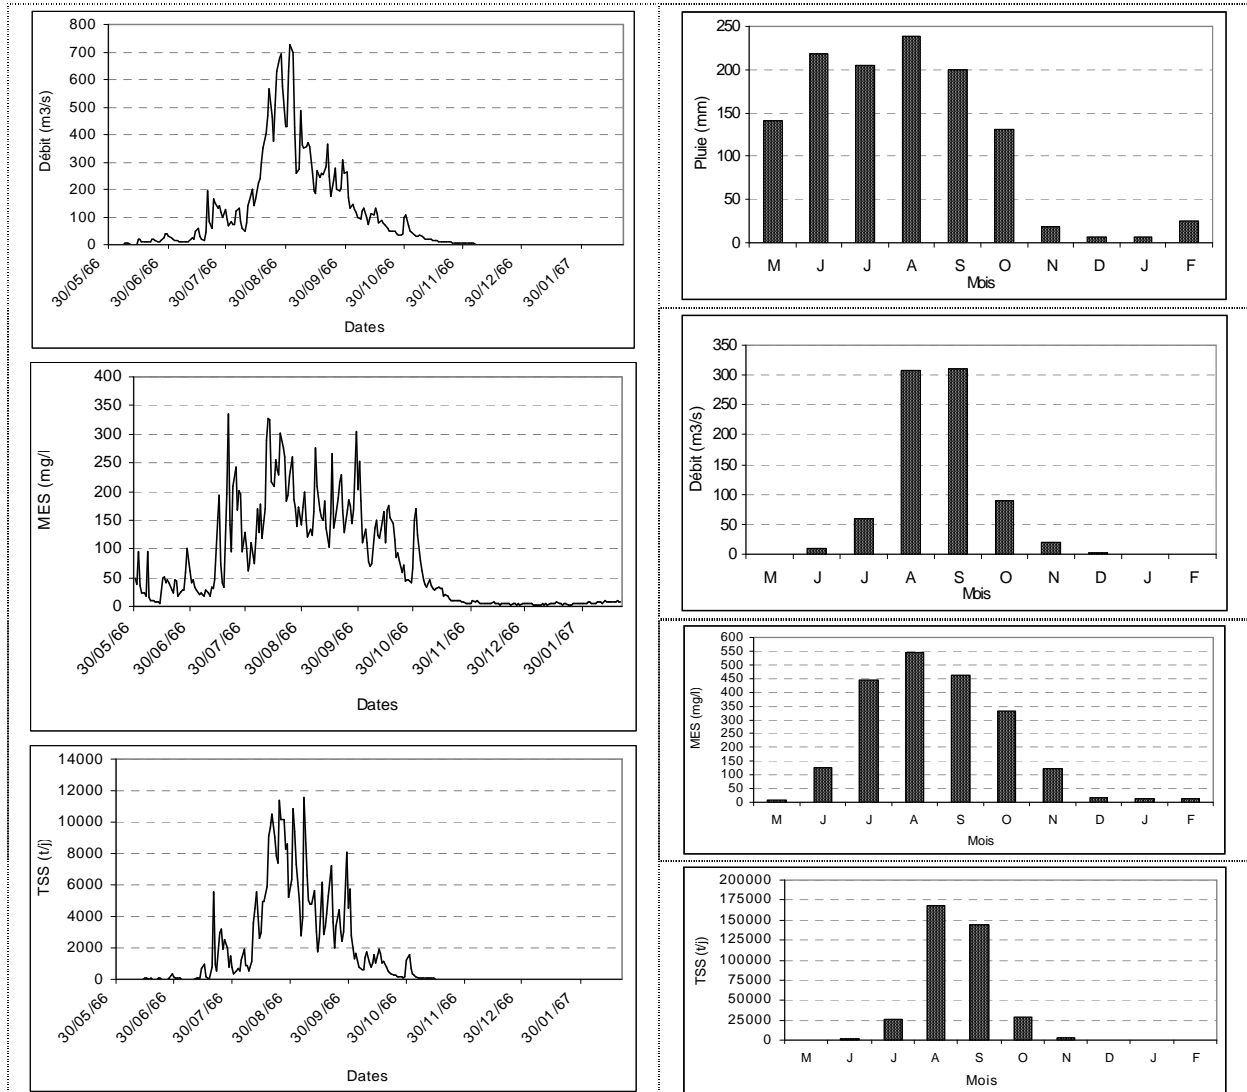 800
700
600
500
400
300
200
100
0
Débit (m3/s)
30/05/66 30/06/66 30/07/66 30/08/66 30/09/66 30/10/66 30/11/66 30/12/66 30/01/67
Dates
400
350
300
250
200
150
100
50
0
MES (mg/l
30/05/66 30/06/66 30/07/66 30/08/66 30/09/66 30/10/66 30/11/66 30/12/66 30/01/67
Dates
14000
12000
10000
8000
6000
4000
2000
0
TSS (t/j)
30/05/66 30/06/66 30/07/66 30/08/66 30/09/66 30/10/66 30/11/66 30/12/66 30/01/67
Dates
250
200
150
100
50
0
Pluie (mm)
M J J A S O N D J F
Mois
350
300
250
200
150
100
50
0
Débit (m3/s)
M J J A S O N D J F
Mois
600
550
500
450
400
350
300
250
200
150
100
50
0
MES (mg/l)
M J J A S O N D J F
Mois
200000
175000
150000
125000
100000
75000
50000
25000
0
TSS (t/j)
M J J A S O N D J F
Mois